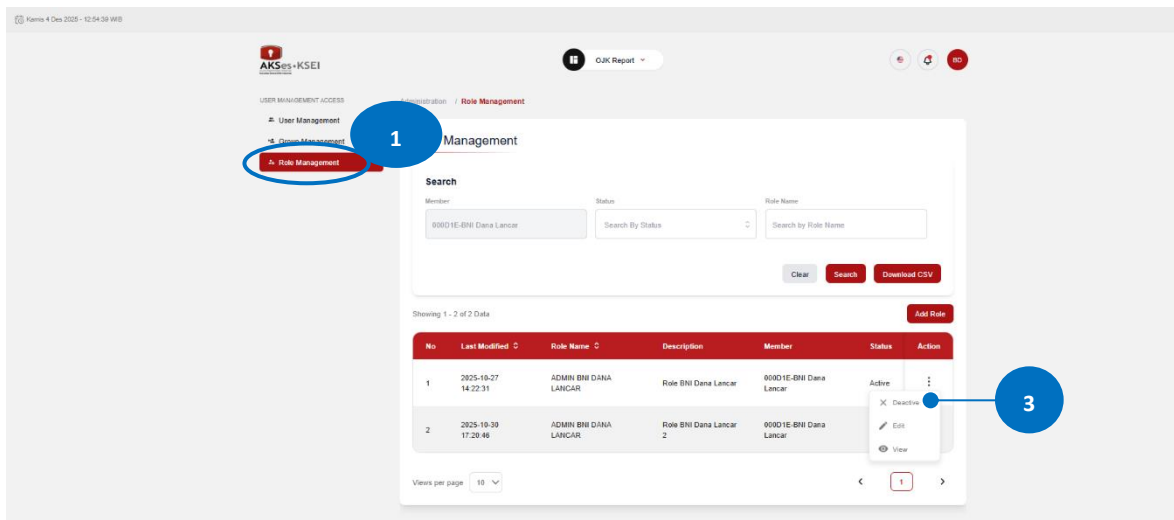 Kamis 4 Des 2025 - 12:54:39 WIB
AKSes•KSEI
OJK Report
BD
USER MANAGEMENT ACCESS
User Management
Group Management
Role Management
1
/ Role Management
Management
Search
Member
Status
Role Name
000D1E-BNI Dana Lancar
Search By Status
Search by Role Name
Clear
Search
Download CSV
Showing 1 - 2 of 2 Data
Add Role
No
Last Modified
Role Name
Description
Member
Status
Action
1
2025-10-27
14:22:31
ADMIN BNI DANA
LANCAR
Role BNI Dana Lancar
000D1E-BNI Dana
Lancar
Active
Deactive
3
Edit
View
2
2025-10-30
17:20:46
ADMIN BNI DANA
LANCAR
Role BNI Dana Lancar
2
000D1E-BNI Dana
Lancar
Views per page
10
1